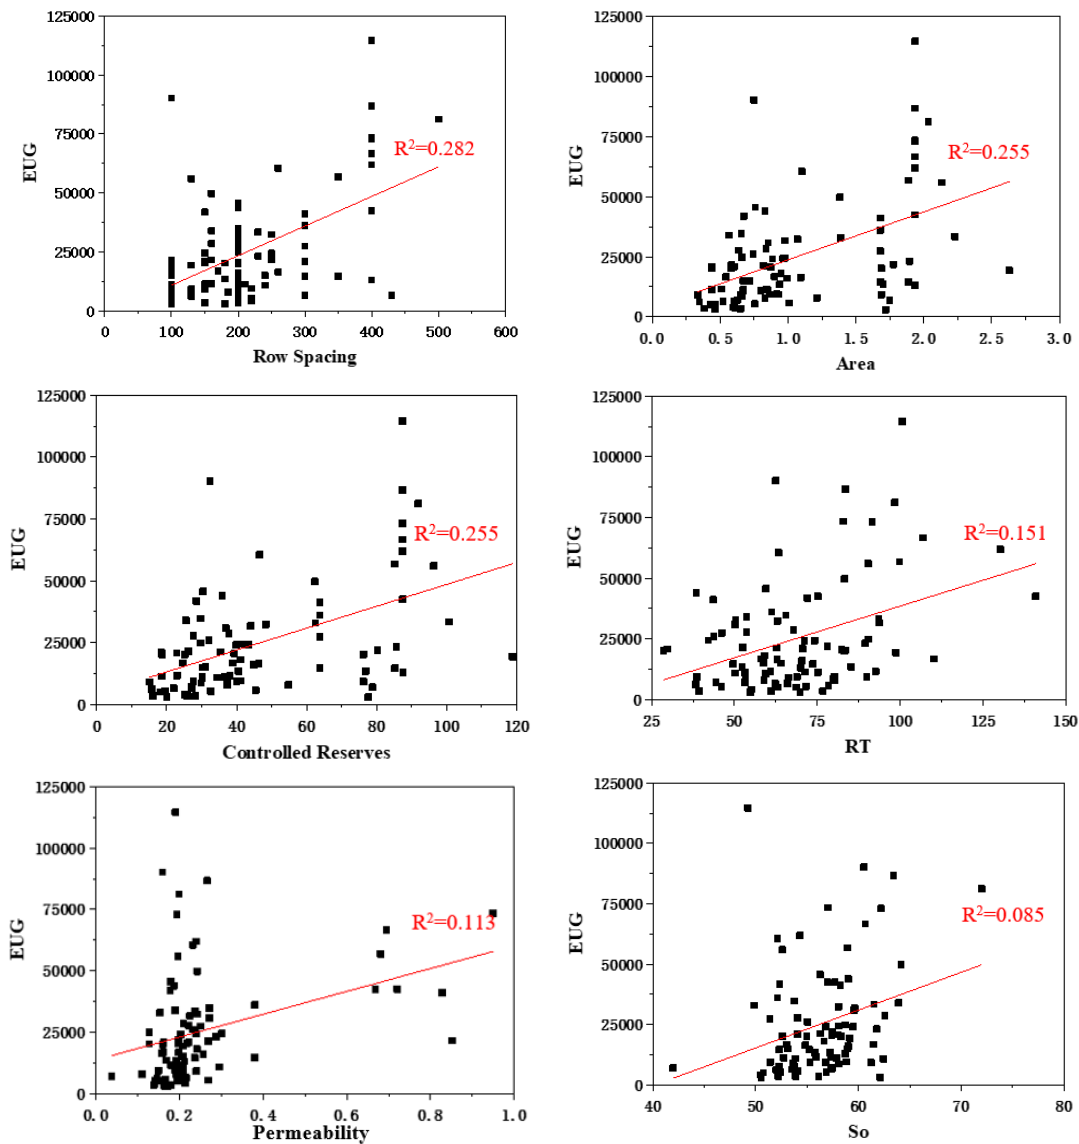 125000
100000
75000
50000
25000
0
EUG
R²=0.282
0 100 200 300 400 500 600
Row Spacing
125000
100000
75000
50000
25000
0
EUG
R²=0.255
0.0 0.5 1.0 1.5 2.0 2.5 3.0
Area
125000
100000
75000
50000
25000
0
EUG
R²=0.255
0 20 40 60 80 100 120
Controlled Reserves
125000
100000
75000
50000
25000
0
EUG
R²=0.151
25 50 75 100 125 150
RT
125000
100000
75000
50000
25000
0
EUG
R²=0.113
0.0 0.2 0.4 0.6 0.8 1.0
Permeability
125000
100000
75000
50000
25000
0
EUG
R²=0.085
40 50 60 70 80
So